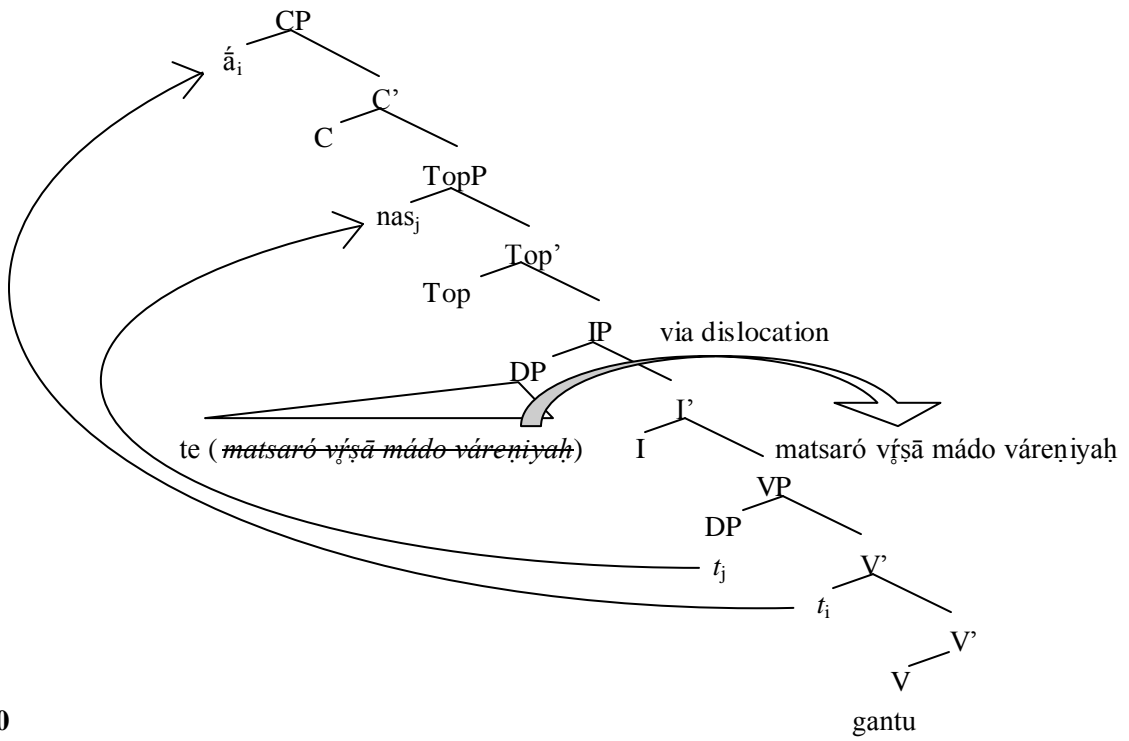 CP
ā́ᵢ
C’
C
TopP
nasⱼ
Top’
Top
IP via dislocation
DP
I’
te ( matsaró vŕ̥ṣā mádo váreṇiyaḥ) I matsaró vŕ̥ṣā mádo váreṇiyaḥ
VP
DP
tⱼ V’
tᵢ
V’
V
0 gantu